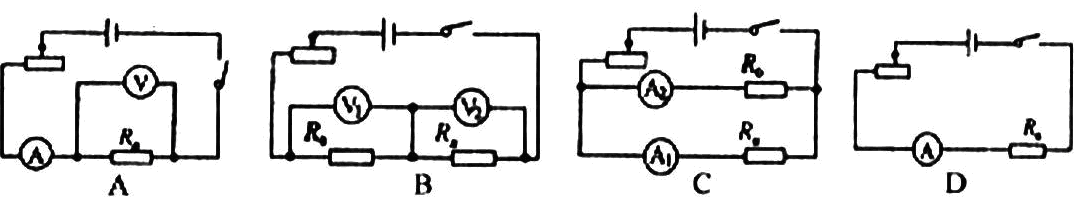 V
A
Rₓ
A
V₁
V₂
R₀
Rₓ
B
A₂
R₀
A₁
Rₓ
C
A
Rₓ
D